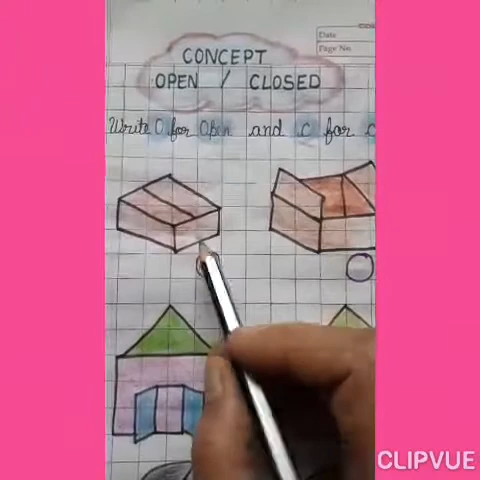 Date
Page No.
CONCEPT
OPEN / CLOSED
Write O for Open and C for C
CLIPVUE